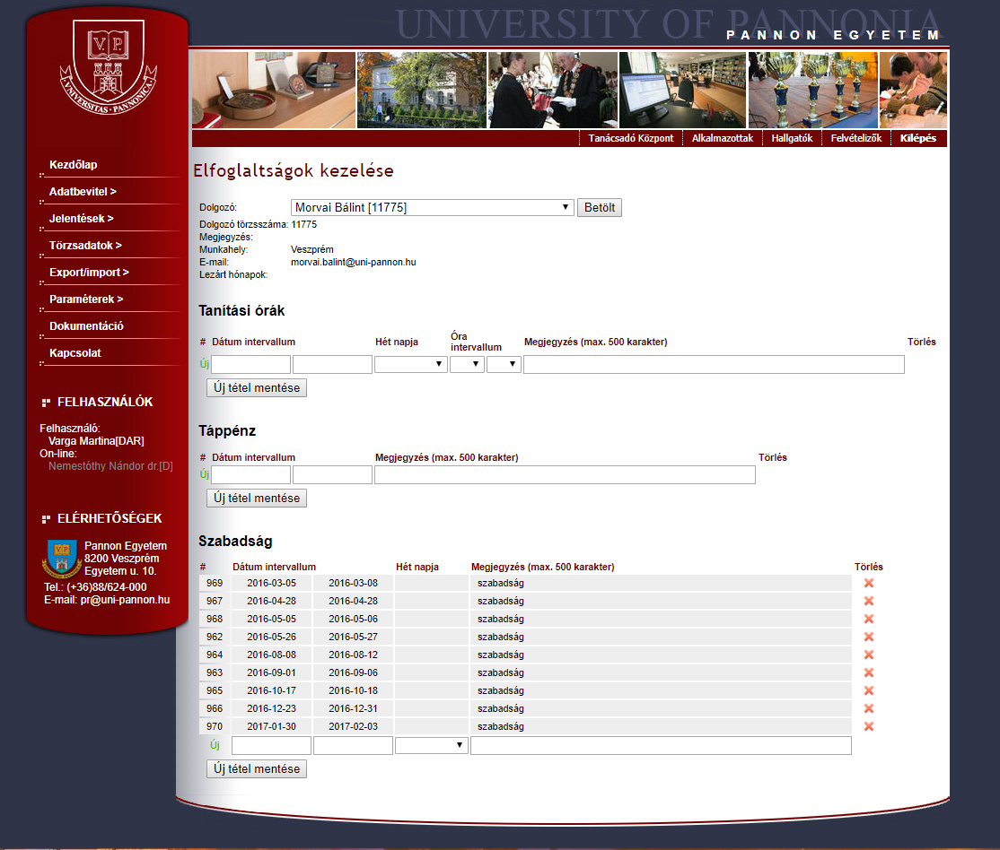 UNIVERSITY OF PANNONIA
PANNON EGYETEM
V.P.
UNIVERSITAS · PANNONICA
Tanácsadó Központ
Alkalmazottak
Hallgatók
Felvételizők
Kilépés
Kezdőlap
Adatbevitel >
Jelentések >
Törzsadatok >
Export/import >
Paraméterek >
Dokumentáció
Kapcsolat
FELHASZNÁLÓK
Felhasználó:
Varga Martina[DAR]
On-line:
Nemestóthy Nándor dr.[D]
ELÉRHETŐSÉGEK
Pannon Egyetem
8200 Veszprém
Egyetem u. 10.
Tel.: (+36)88/624-000
E-mail: pr@uni-pannon.hu
Elfoglaltságok kezelése
Dolgozó: Morvai Bálint [11775] Betölt
Dolgozó törzsszáma: 11775
Megjegyzés:
Munkahely: Veszprém
E-mail: morvai.balint@uni-pannon.hu
Lezárt hónapok:
Tanítási órák
# Dátum intervallum Hét napja Óra intervallum Megjegyzés (max. 500 karakter) Törlés
Új
Új tétel mentése
Táppénz
# Dátum intervallum Megjegyzés (max. 500 karakter) Törlés
Új
Új tétel mentése
Szabadság
# Dátum intervallum Hét napja Megjegyzés (max. 500 karakter) Törlés
969 2016-03-05 2016-03-08 szabadság
967 2016-04-28 2016-04-28 szabadság
968 2016-05-05 2016-05-06 szabadság
962 2016-05-26 2016-05-27 szabadság
964 2016-08-08 2016-08-12 szabadság
963 2016-09-01 2016-09-06 szabadság
965 2016-10-17 2016-10-18 szabadság
966 2016-12-23 2016-12-31 szabadság
970 2017-01-30 2017-02-03 szabadság
Új
Új tétel mentése